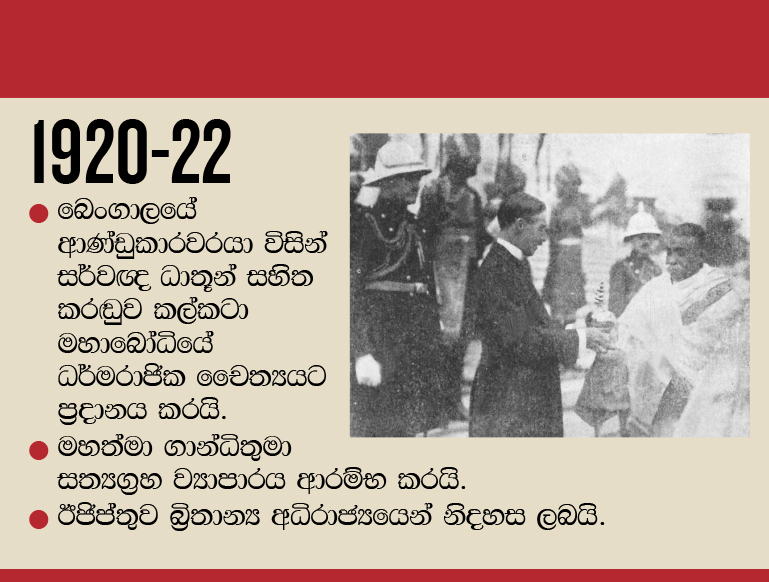 1920-22
බෙංගාලයේ
ආණ්ඩුකාරවරයා විසින්
සර්වඥ ධාතූන් සහිත
කරඬුව කල්කටා
මහාබෝධියේ
ධර්මරාජික චෛත්‍යයට
ප්‍රදානය කරයි.
මහත්මා ගාන්ධිතුමා
සත්‍යග්‍රහ ව්‍යාපාරය ආරම්භ කරයි.
ඊජිප්තුව බ්‍රිතාන්‍ය අධිරාජ්‍යයෙන් නිදහස ලබයි.